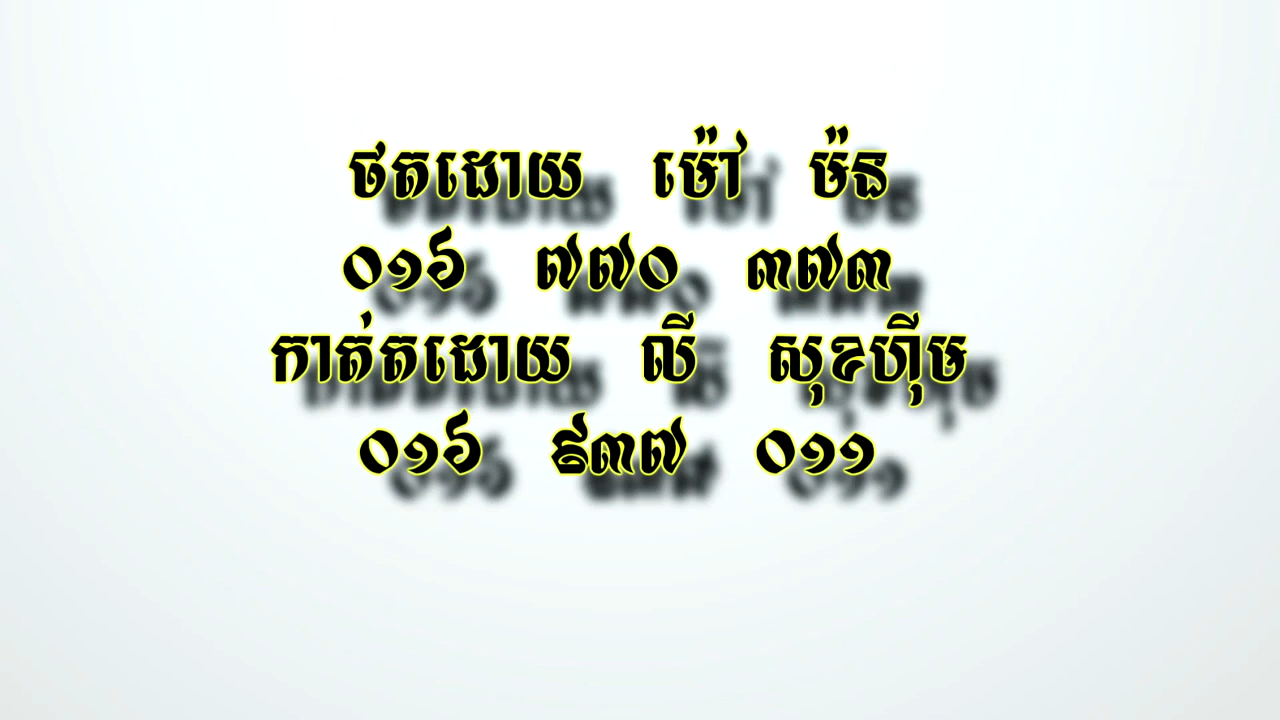 ថតដោយ ម៉ៅ ម៉ន
០១៦ ៧៧០ ៣៧៣
កាត់តដោយ លី សុខហ៊ីម
០១៦ ៩៣៧ ០១១